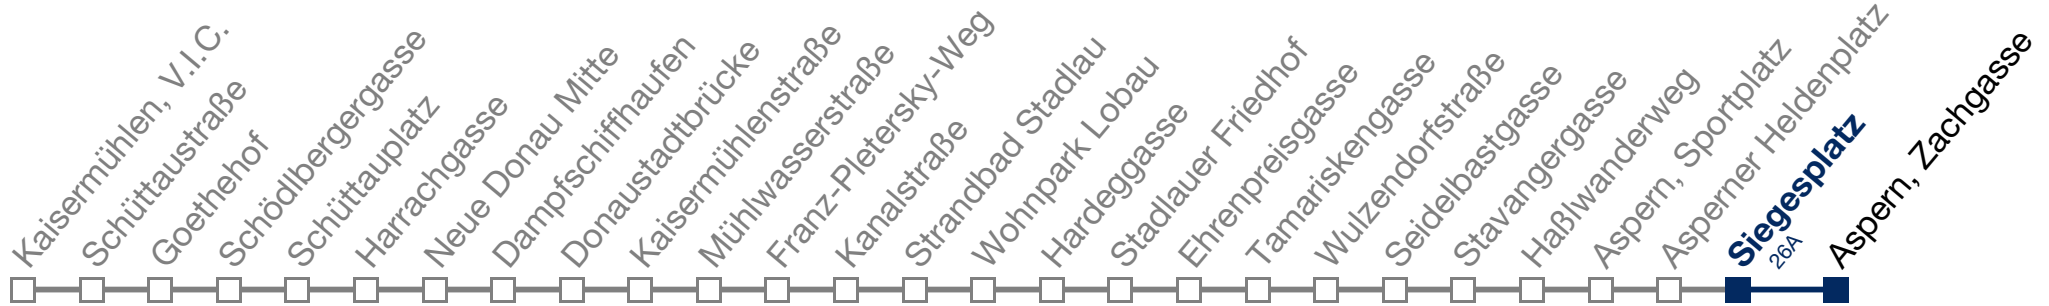 Kaisermühlen, V.I.C.
Schüttaustraße
Goethehof
Schödlbergergasse
Schüttauplatz
Harrachgasse
Neue Donau Mitte
Dampfschiffhaufen
Donaustadtbrücke
Kaisermühlenstraße
Mühlwasserstraße
Franz-Pletersky-Weg
Kanalstraße
Strandbad Stadlau
Wohnpark Lobau
Hardeggasse
Stadlauer Friedhof
Ehrenpreisgasse
Tamariskengasse
Wulzendorfstraße
Seidelbastgasse
Stavangergasse
Haßlwanderweg
Aspern, Sportplatz
Asperner Heldenplatz
Siegesplatz
26A
Aspern, Zachgasse